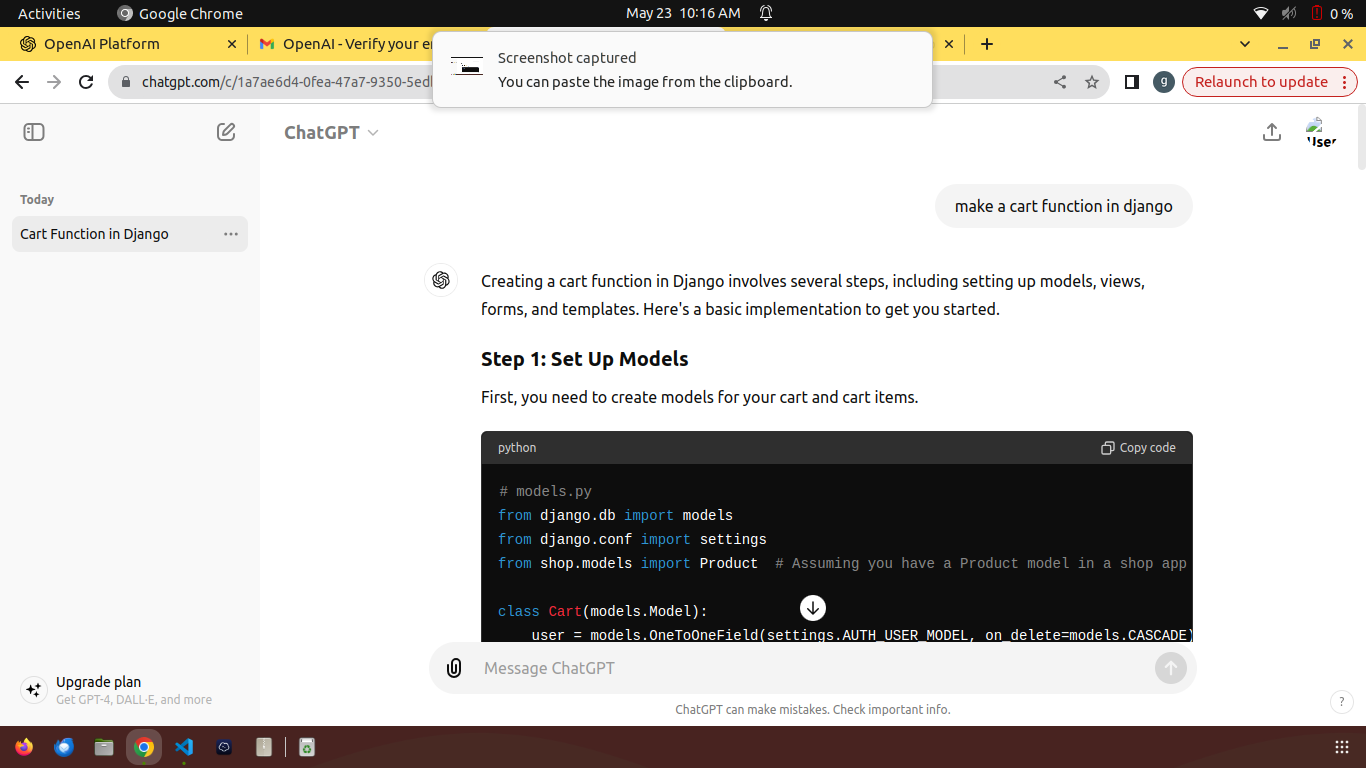 Activities
Google Chrome
May 23 10:16 AM
0 %
OpenAI Platform
OpenAI - Verify your
Screenshot captured
You can paste the image from the clipboard.
chatgpt.com/c/1a7ae6d4-0fea-47a7-9350-5ed
g
Relaunch to update
ChatGPT
User
Today
Cart Function in Django
make a cart function in django
Creating a cart function in Django involves several steps, including setting up models, views,
forms, and templates. Here's a basic implementation to get you started.
Step 1: Set Up Models
First, you need to create models for your cart and cart items.
python
Copy code
# models.py
from django.db import models
from django.conf import settings
from shop.models import Product  # Assuming you have a Product model in a shop app
class Cart(models.Model):
user = models.OneToOneField(settings.AUTH_USER_MODEL, on_delete=models.CASCADE)
Message ChatGPT
Upgrade plan
Get GPT-4, DALL·E, and more
ChatGPT can make mistakes. Check important info.
?